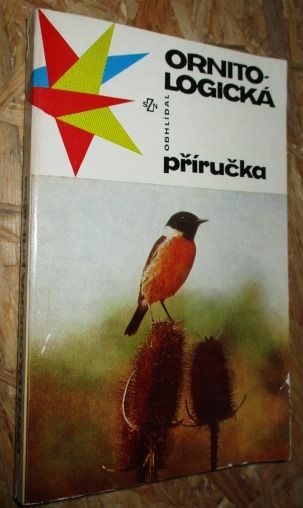 ORNITO-
LOGICKÁ
SZN
OBHLÍDAL
příručka